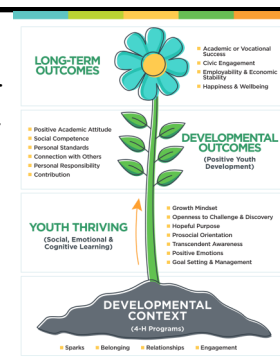 LONG-TERM
OUTCOMES
Academic or Vocational
Success
Civic Engagement
Employability & Economic
Stability
Happiness & Wellbeing
Positive Academic Attitude
Social Competence
Personal Standards
Connection with Others
Personal Responsibility
Contribution
DEVELOPMENTAL
OUTCOMES
(Positive Youth
Development)
YOUTH THRIVING
(Social, Emotional &
Cognitive Learning)
Growth Mindset
Openness to Challenge & Discovery
Hopeful Purpose
Prosocial Orientation
Transcendent Awareness
Positive Emotions
Goal Setting & Management
DEVELOPMENTAL
CONTEXT
(4-H Programs)
Sparks Belonging Relationships Engagement